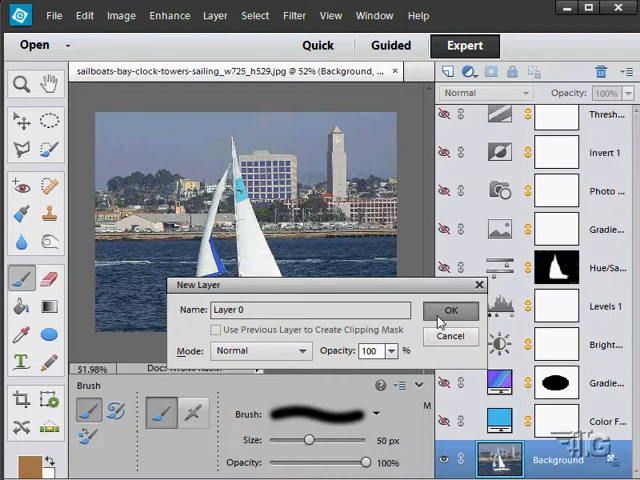 File Edit Image Enhance Layer Select Filter View Window Help
Open Quick Guided Expert
sailboats-bay-clock-towers-sailing_w725_h529.jpg @ 52% (Background, ... ×
Normal Opacity: 100%
Thresh...
Invert 1
Photo ...
Gradie...
Hue/Sa...
Levels 1
Bright...
Gradie...
Color F...
Background
New Layer
Name: Layer 0 OK
Use Previous Layer to Create Clipping Mask Cancel
Mode: Normal Opacity: 100 %
51.98% Doc:
Brush
Brush:
M
Size: 50 px
Opacity: 100%